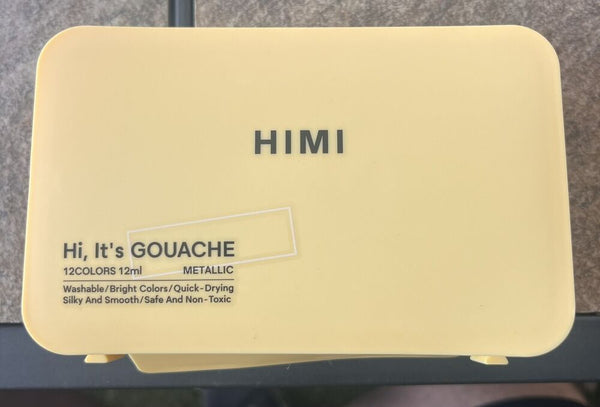 HIMI
Hi, It's GOUACHE
12COLORS 12ml METALLIC
Washable/Bright Colors/Quick-Drying
Silky And Smooth/Safe And Non-Toxic